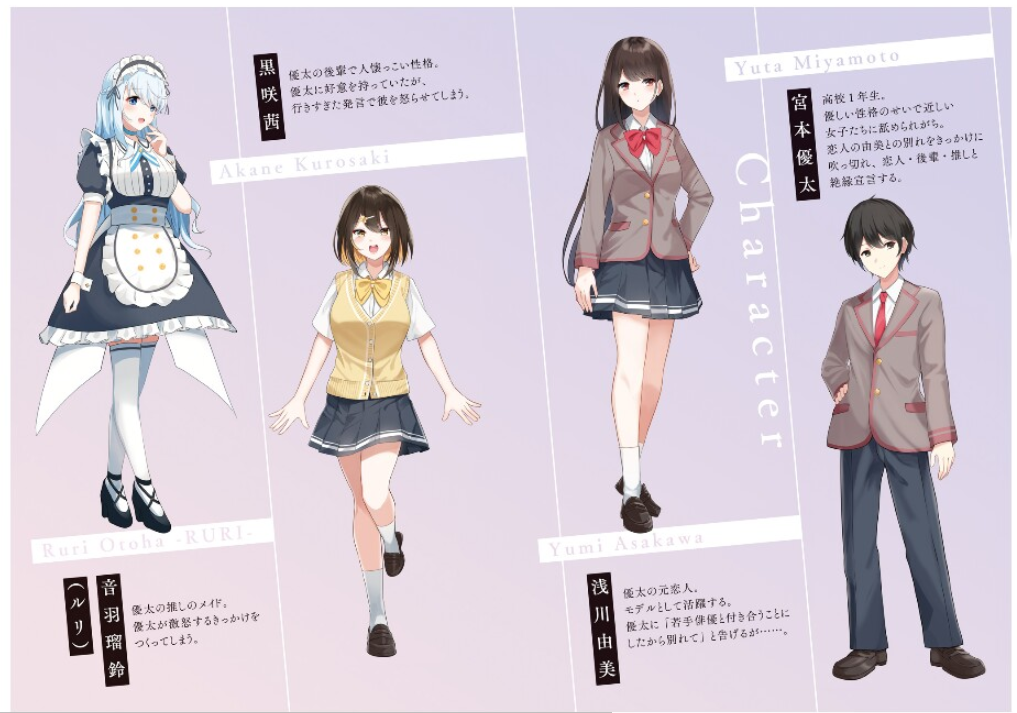 Character
Yuta Miyamoto
宮本優太
高校1年生。
優しい性格のせいで近しい
女子たちに舐められがち。
恋人の由美との別れをきっかけに
吹っ切れ、恋人・後輩・推しと
絶縁宣言する。
Yumi Asakawa
浅川由美
優太の元恋人。
モデルとして活躍する。
優太に「若手俳優と付き合うことに
したから別れて」と告げるが……。
黒咲茜
優太の後輩で人懐っこい性格。
優太に好意を持っていたが、
行きすぎた発言で彼を怒らせてしまう。
Akane Kurosaki
Ruri Otoha -RURI-
音羽瑠鈴
(ルリ)
優太の推しのメイド。
優太が激怒するきっかけを
つくってしまう。